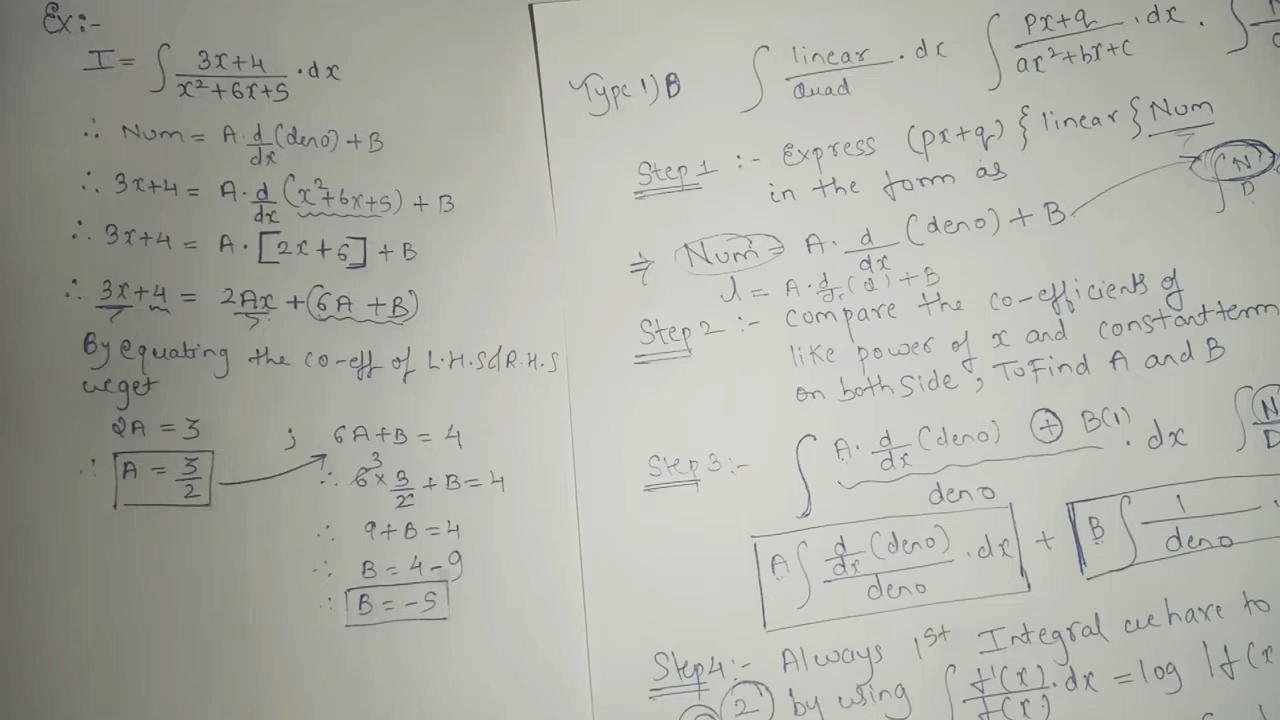 Ex:-
I = ∫ 3x+4 / x²+6x+5 . dx
∴ Num = A. d/dx (deno) + B
∴ 3x+4 = A. d/dx (x²+6x+5) + B
∴ 3x+4 = A. [2x+6] + B
∴ 3x+4 = 2Ax + (6A + B)
By equating the co-eff of L.H.S & R.H.S
we get
2A = 3 ; 6A+B = 4
∴ A = 3/2
∴ 6 3 × 3/2 + B = 4
∴ 9+B = 4
∴ B = 4-9
∴ B = -5
Type 1) B ∫ linear / Quad . dx ∫ px+q / ax²+bx+c . dx . ∫
Step 1 :- Express (px+q) {linear} Num
in the form as
∫ N / D
⇒ Num = A. d/dx (deno) + B
= A. d/dx ( ) + B
Step 2 :- Compare the co-efficients of
like power of x and constant term
on both side, To Find A and B
Step 3 :- ∫ A. d/dx (deno) + B(1) / deno . dx ∫ N / D
A ∫ d/dx (deno) / deno . dx + B ∫ 1 / deno
Step 4 :- Always 1st Integral we have to
2 by using ∫ f'(x) / f(x) . dx = log |f(x